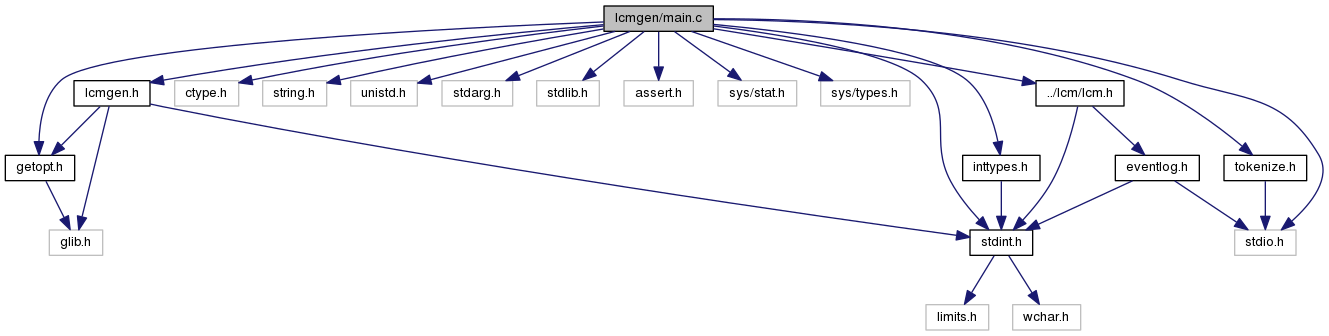 lcmgen/main.c
lcmgen.h
ctype.h
string.h
unistd.h
stdarg.h
stdlib.h
assert.h
sys/stat.h
sys/types.h
../lcm/lcm.h
getopt.h
inttypes.h
eventlog.h
tokenize.h
glib.h
stdint.h
stdio.h
limits.h
wchar.h